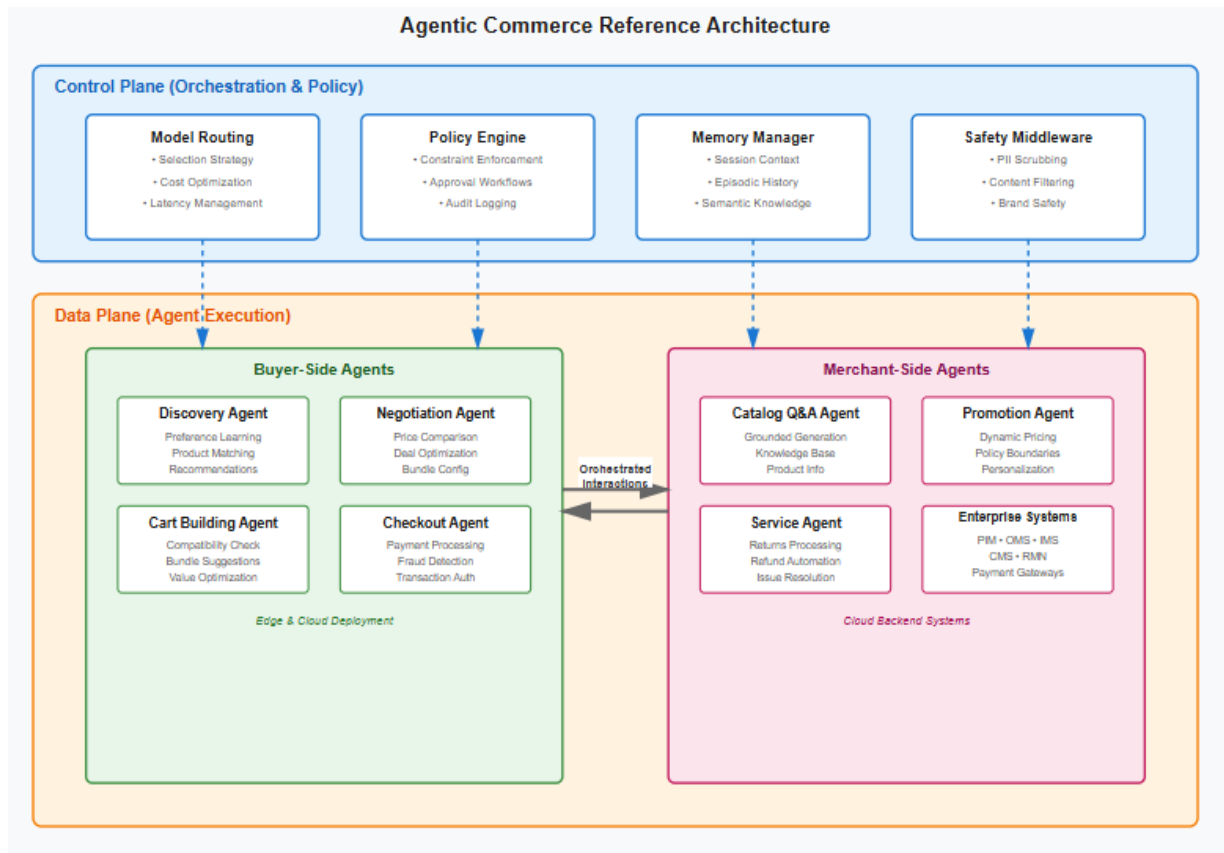 Agentic Commerce Reference Architecture
Control Plane (Orchestration & Policy)
Model Routing
• Selection Strategy
• Cost Optimization
• Latency Management
Policy Engine
• Constraint Enforcement
• Approval Workflows
• Audit Logging
Memory Manager
• Session Context
• Episodic History
• Semantic Knowledge
Safety Middleware
• PII Scrubbing
• Content Filtering
• Brand Safety
Data Plane (Agent Execution)
Buyer-Side Agents
Discovery Agent
Preference Learning
Product Matching
Recommendations
Negotiation Agent
Price Comparison
Deal Optimization
Bundle Config
Cart Building Agent
Compatibility Check
Bundle Suggestions
Value Optimization
Checkout Agent
Payment Processing
Fraud Detection
Transaction Auth
Edge & Cloud Deployment
Orchestrated
Interactions
Merchant-Side Agents
Catalog Q&A Agent
Grounded Generation
Knowledge Base
Product Info
Promotion Agent
Dynamic Pricing
Policy Boundaries
Personalization
Service Agent
Returns Processing
Refund Automation
Issue Resolution
Enterprise Systems
PIM • OMS • IMS
CMS • RMN
Payment Gateways
Cloud Backend Systems